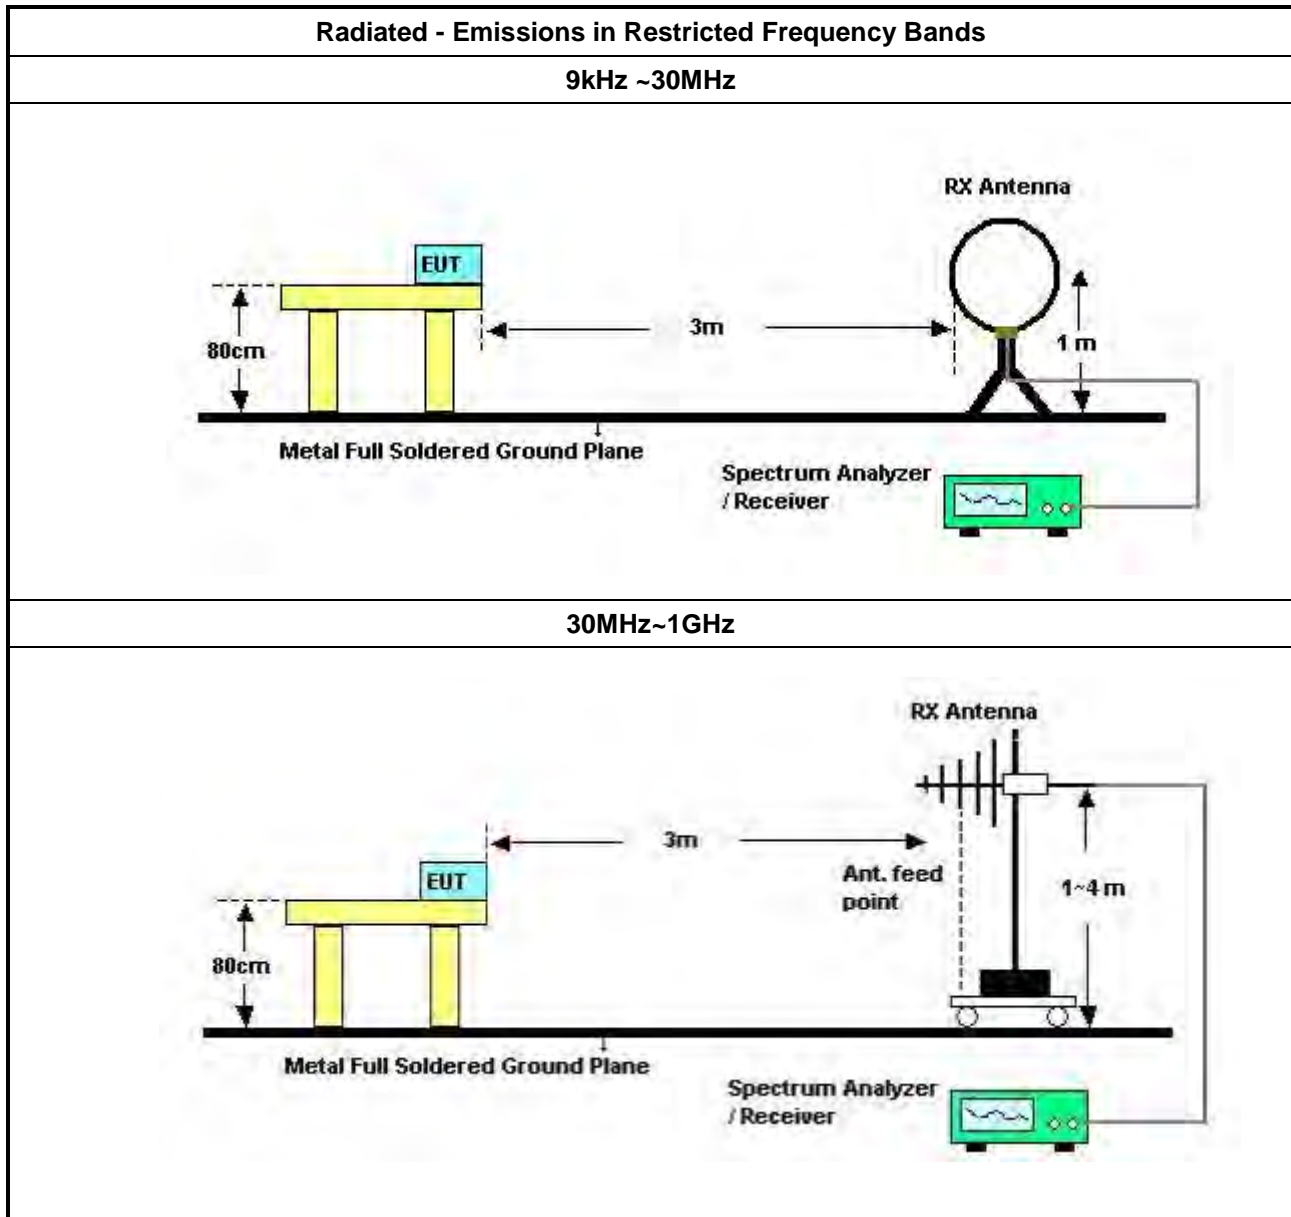 Radiated - Emissions in Restricted Frequency Bands
9kHz ~30MHz
RX Antenna
EUT
3m
80cm
1 m
Metal Full Soldered Ground Plane
Spectrum Analyzer
/ Receiver
30MHz~1GHz
RX Antenna
3m
EUT
Ant. feed
point
1~4 m
80cm
Metal Full Soldered Ground Plane
Spectrum Analyzer
/ Receiver